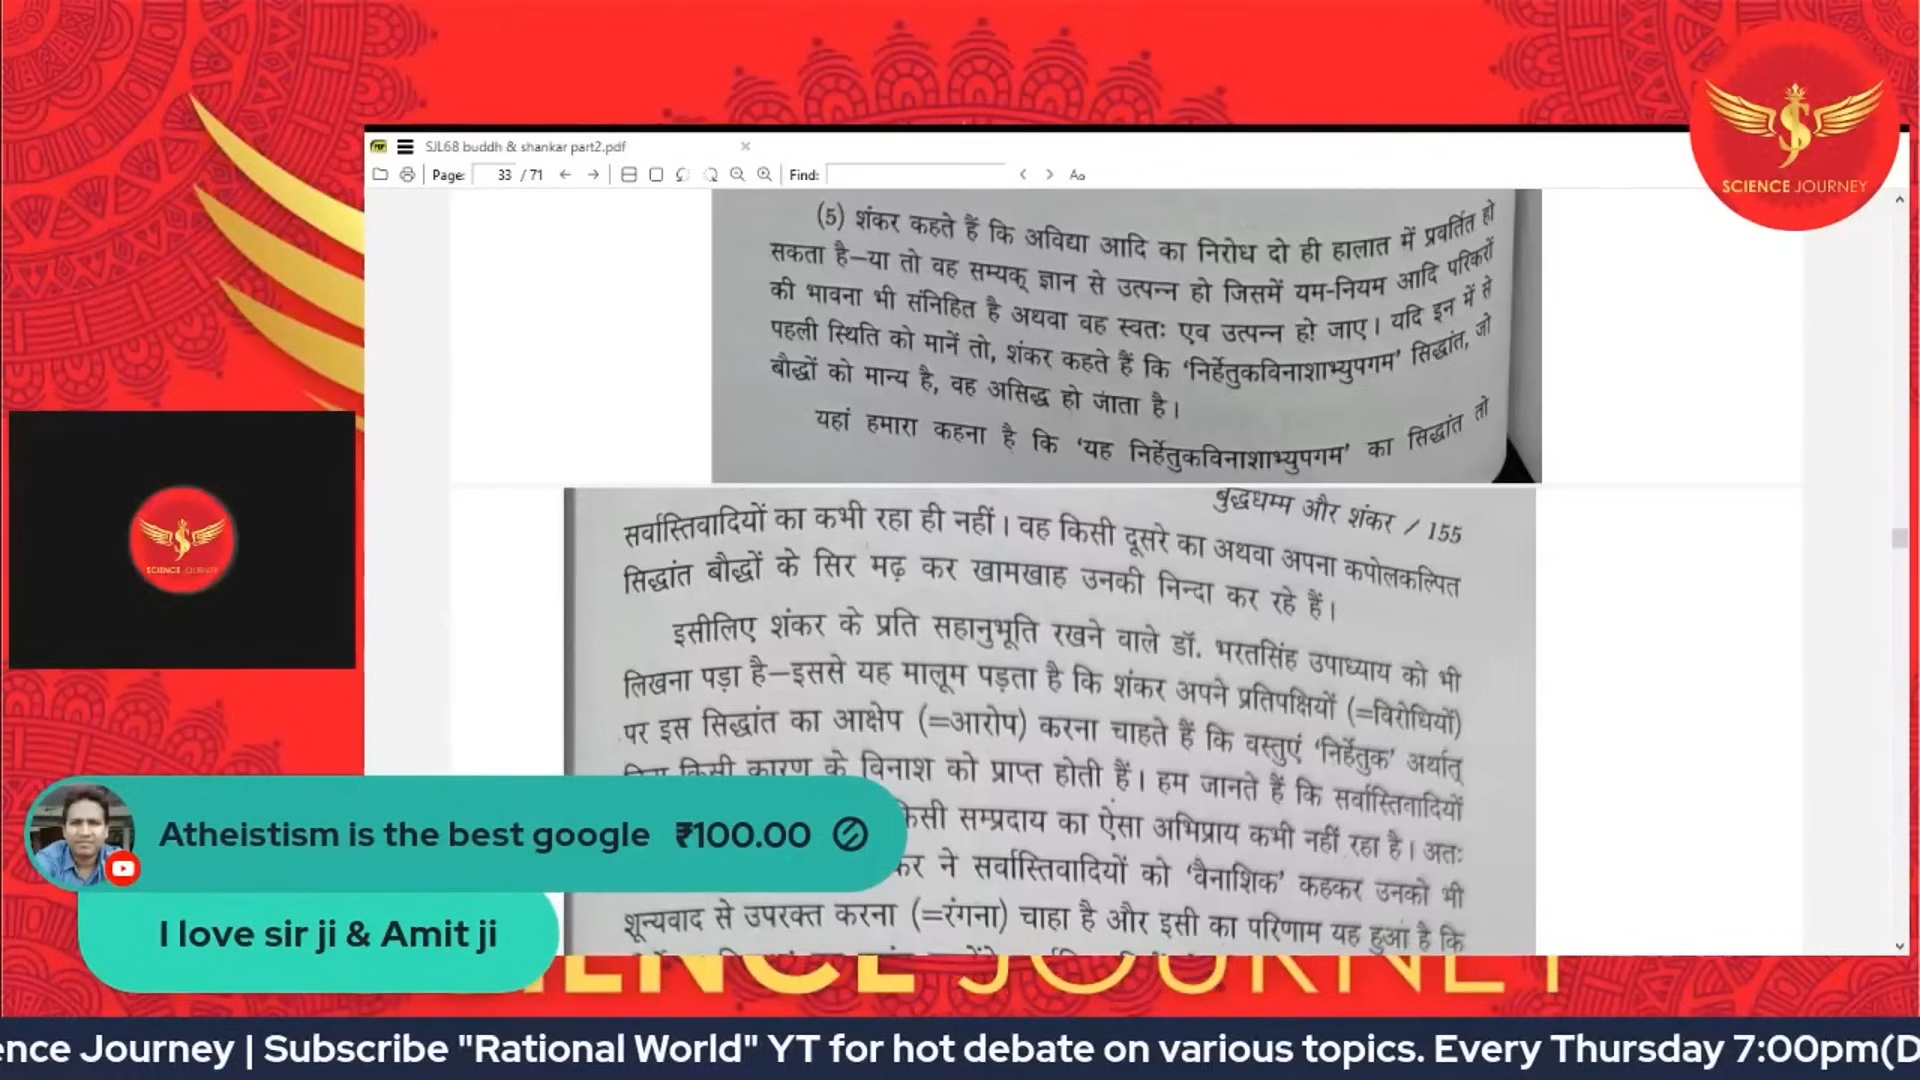 SCIENCE JOURNEY
SJL68 buddh & shankar part2.pdf
Page: 33 / 71 Find: Aa
(5) शंकर कहते हैं कि अविद्या आदि का निरोध दो ही हालात में प्रवर्तित हो
सकता है—या तो वह सम्यक् ज्ञान से उत्पन्न हो जिसमें यम-नियम आदि परिकरों
की भावना भी संनिहित है अथवा वह स्वतः एव उत्पन्न हो जाए। यदि इन में से
पहली स्थिति को मानें तो, शंकर कहते हैं कि 'निर्हेतुकविनाशाभ्युपगम' सिद्धांत, जो
बौद्धों को मान्य है, वह असिद्ध हो जाता है।
यहां हमारा कहना है कि 'यह निर्हेतुकविनाशाभ्युपगम' का सिद्धांत तो
बुद्धधम्म और शंकर / 155
सर्वास्तिवादियों का कभी रहा ही नहीं। वह किसी दूसरे का अथवा अपना कपोलकल्पित
सिद्धांत बौद्धों के सिर मढ़ कर खामखाह उनकी निन्दा कर रहे हैं।
इसीलिए शंकर के प्रति सहानुभूति रखने वाले डॉ. भरतसिंह उपाध्याय को भी
लिखना पड़ा है—इससे यह मालूम पड़ता है कि शंकर अपने प्रतिपक्षियों (=विरोधियों)
पर इस सिद्धांत का आक्षेप (=आरोप) करना चाहते हैं कि वस्तुएं 'निर्हेतुक' अर्थात्
किसी कारण के विनाश को प्राप्त होती हैं। हम जानते हैं कि सर्वास्तिवादियों
किसी सम्प्रदाय का ऐसा अभिप्राय कभी नहीं रहा है। अतः
ने सर्वास्तिवादियों को 'वैनाशिक' कहकर उनको भी
शून्यवाद से उपरक्त करना (=रंगना) चाहा है और इसी का परिणाम यह हुआ है कि
SCIENCE JOURNEY
Atheistism is the best google ₹100.00
I love sir ji & Amit ji
JOURNEY
ence Journey | Subscribe "Rational World" YT for hot debate on various topics. Every Thursday 7:00pm(D